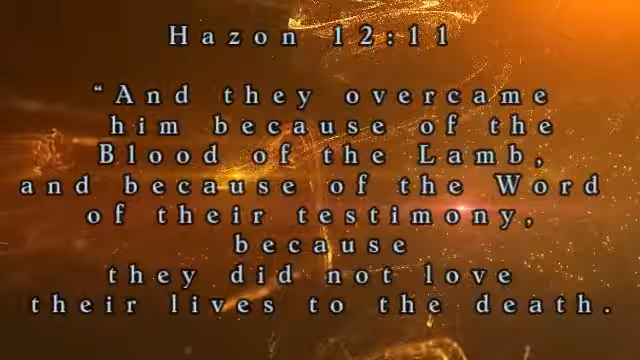 Hazon 12:11
“And they overcame
him because of the
Blood of the Lamb,
and because of the Word
of their testimony,
because
they did not love
their lives to the death.